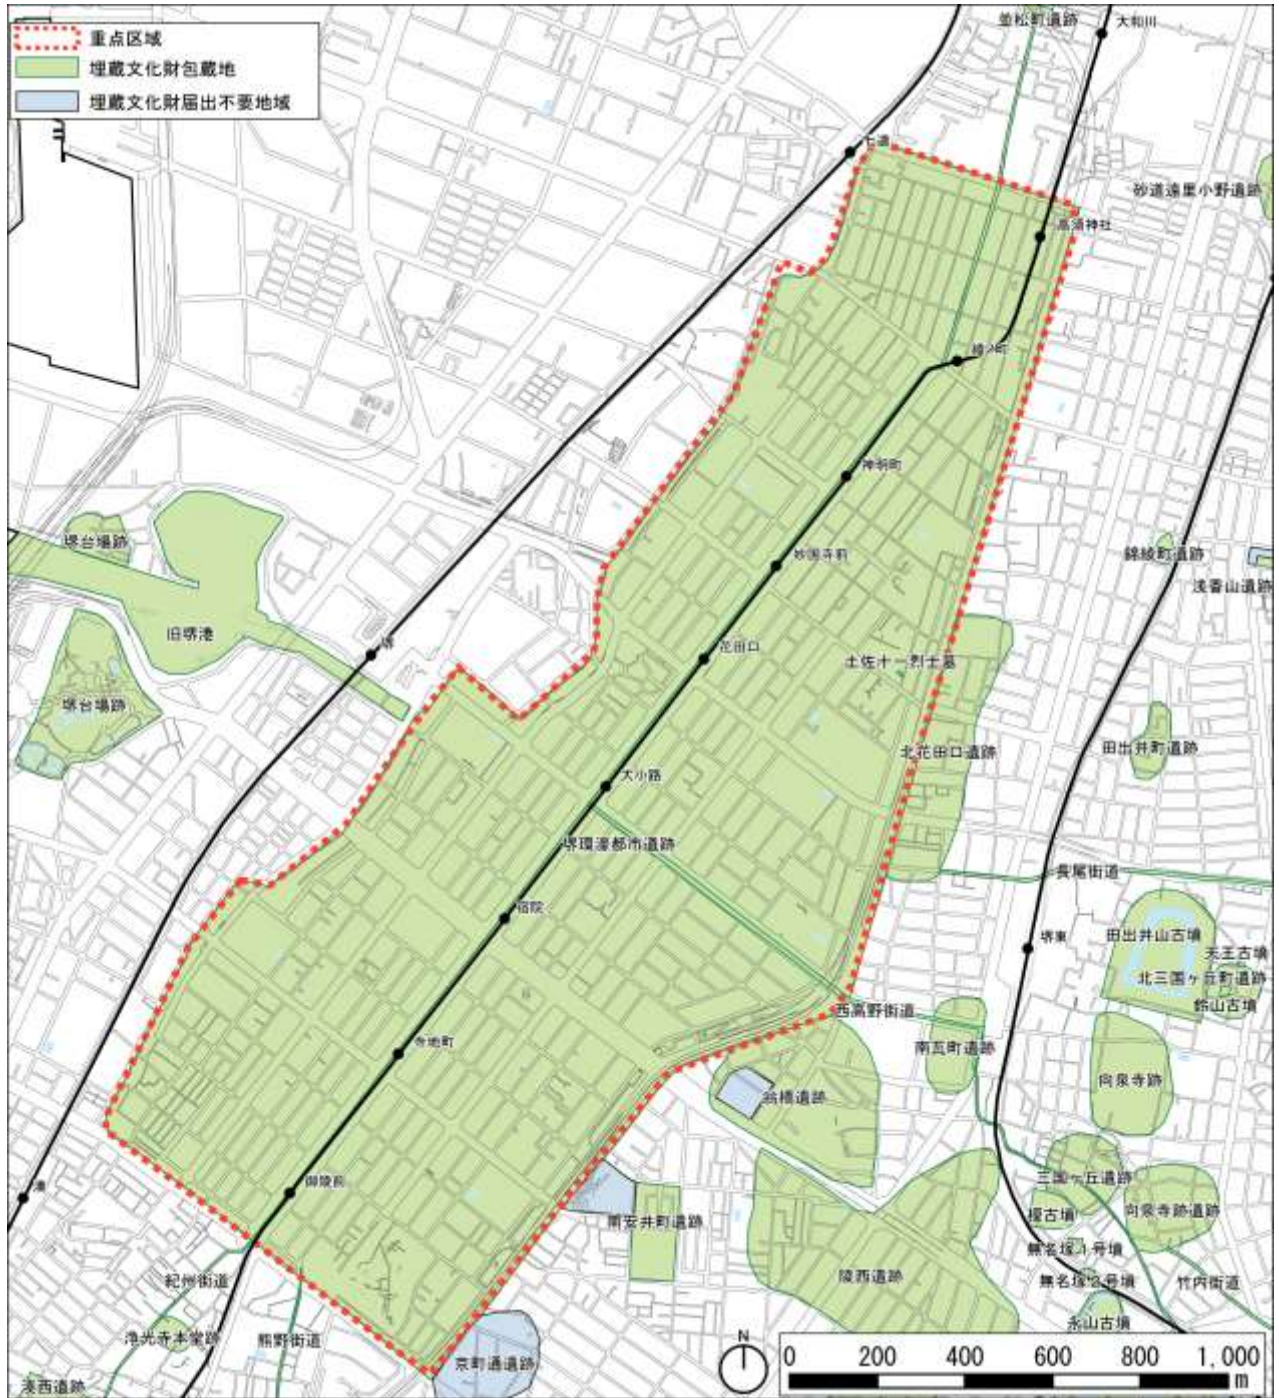 重点区域
埋蔵文化財包蔵地
埋蔵文化財届出不要地域
並松町遺跡
大和川
七道
砂道遠里小野遺跡
高須神社
綾ノ町
神明町
堺台場跡
妙国寺前
錦綾町遺跡
浅香山遺跡
旧堺港
堺
花田口
土佐十一烈士墓
堺台場跡
北花田口遺跡
田出井町遺跡
大小路
堺環濠都市遺跡
長尾街道
宿院
堺東
田出井山古墳
天王古墳
北三国ヶ丘町遺跡
鈴山古墳
西高野街道
寺地町
南瓦町遺跡
向泉寺跡
翁橋遺跡
湊
御陵前
三国ヶ丘遺跡
榎古墳
向泉寺跡遺跡
南安井町遺跡
無名塚1号墳
紀州街道
陵西遺跡
無名塚2号墳
竹内街道
永山古墳
浄光寺本堂跡
熊野街道
京町通遺跡
湊西遺跡
N
0 200 400 600 800 1,000
m